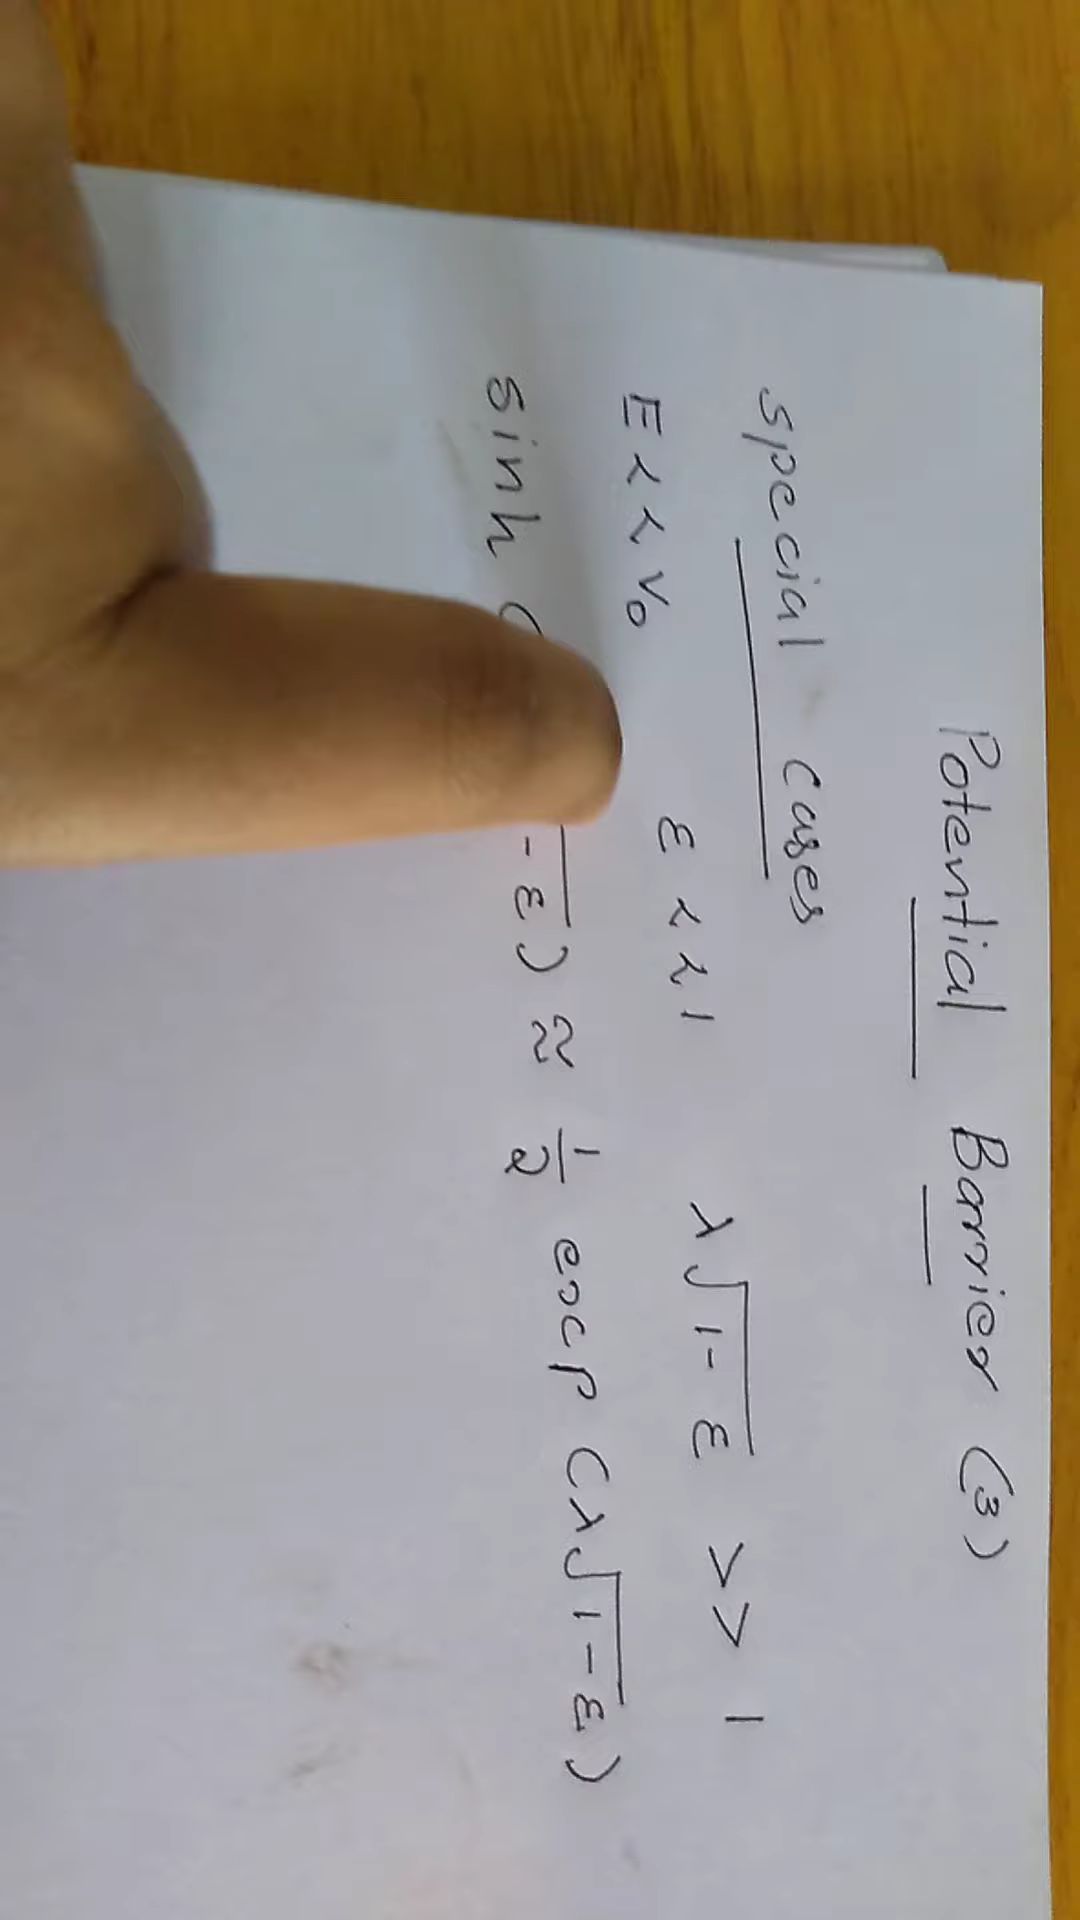 Potential Barrier (3)
Special Cases
E << V₀ ε << 1 λ√1-ε >> 1
sinh ( -ε) ≈ 1/2 exp (λ√1-ε)